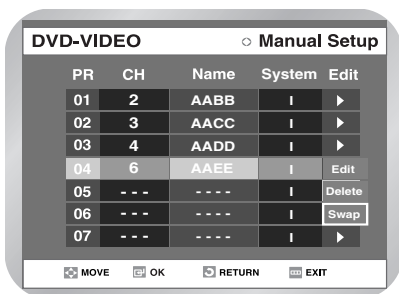 DVD-VIDEO ○ Manual Setup
PR CH Name System Edit
01 2 AABB I ►
02 3 AACC I ►
03 4 AADD I ►
04 6 AAEE I Edit
05 --- ---- I Delete
06 --- ---- I Swap
07 --- ---- I ►
MOVE OK RETURN EXIT